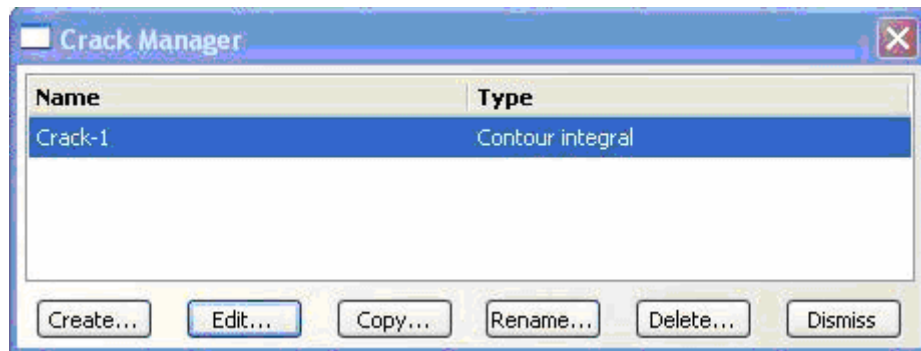 Crack Manager
Name Type
Crack-1 Contour integral
Create... Edit... Copy... Rename... Delete... Dismiss